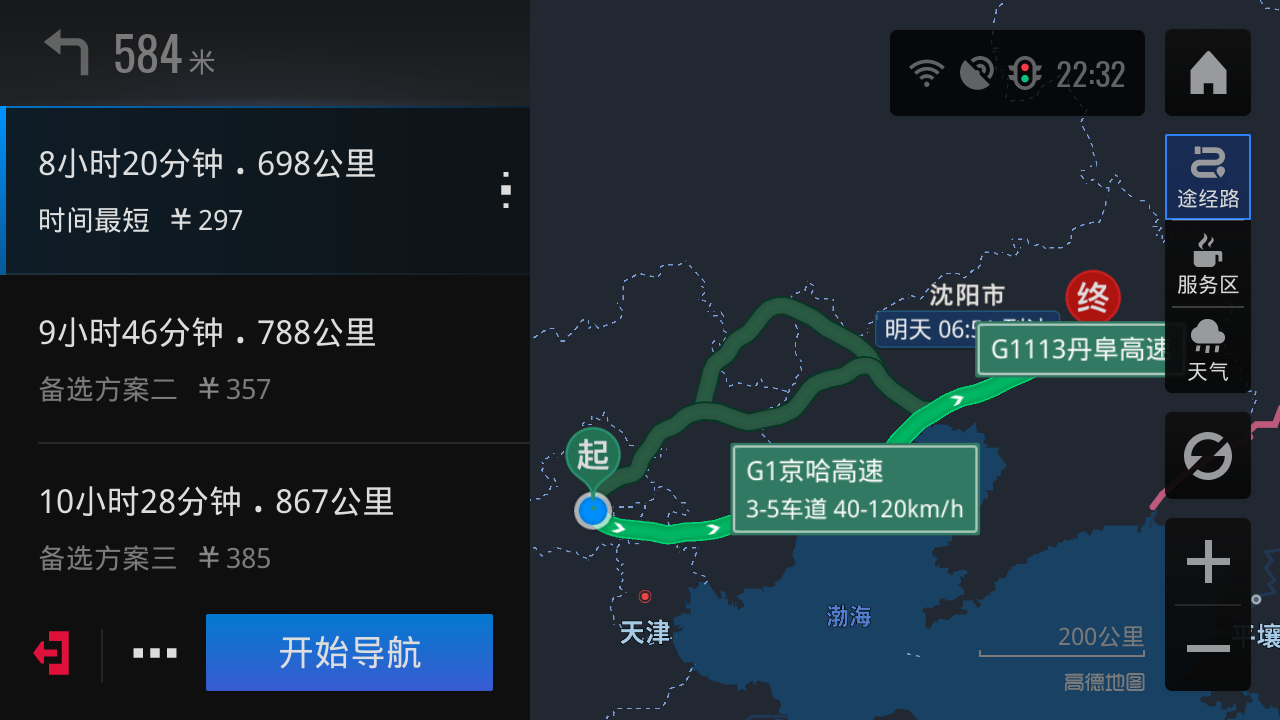 584 米
8小时20分钟 . 698公里
时间最短 ¥ 297
9小时46分钟 . 788公里
备选方案二 ¥ 357
10小时28分钟 . 867公里
备选方案三 ¥ 385
开始导航
22:32
途经路
服务区
天气
沈阳市
终
明天 06:5
G1113丹阜高速
起
G1京哈高速
3-5车道 40-120km/h
天津
渤海
200公里
高德地图
平壤